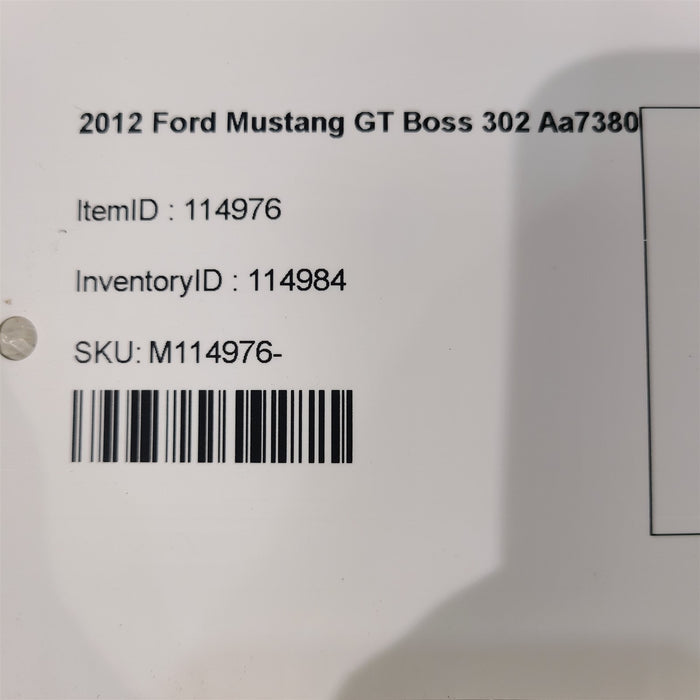 2012 Ford Mustang GT Boss 302 Aa7380
ItemID : 114976
InventoryID : 114984
SKU: M114976-